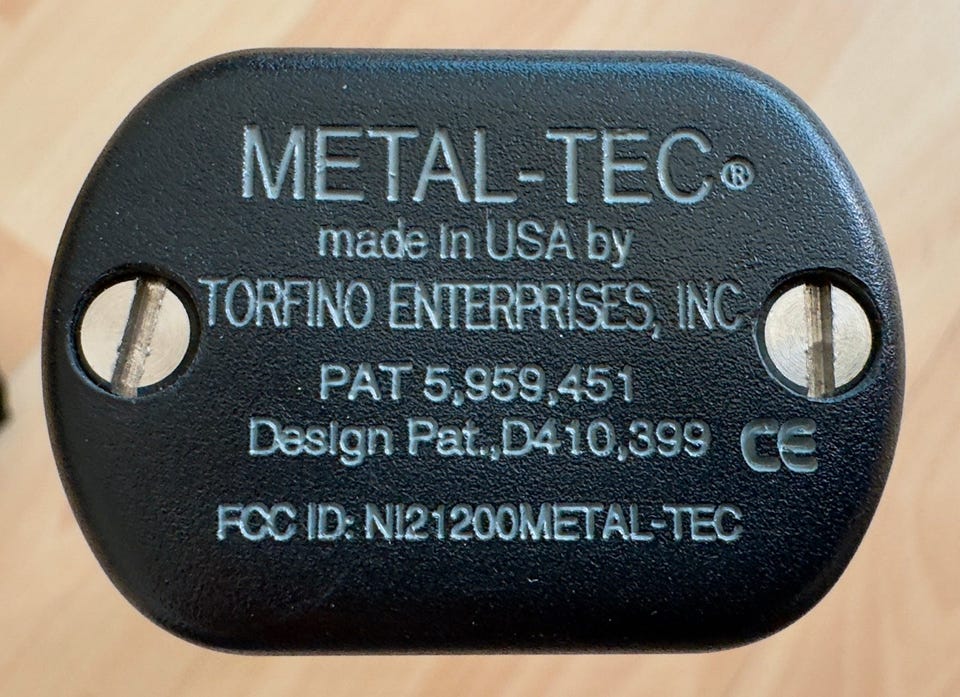 METAL-TEC®
made in USA by
TORFINO ENTERPRISES, INC
PAT 5,959,451
Design Pat.,D410,399 CE
FCC ID: NI21200METAL-TEC